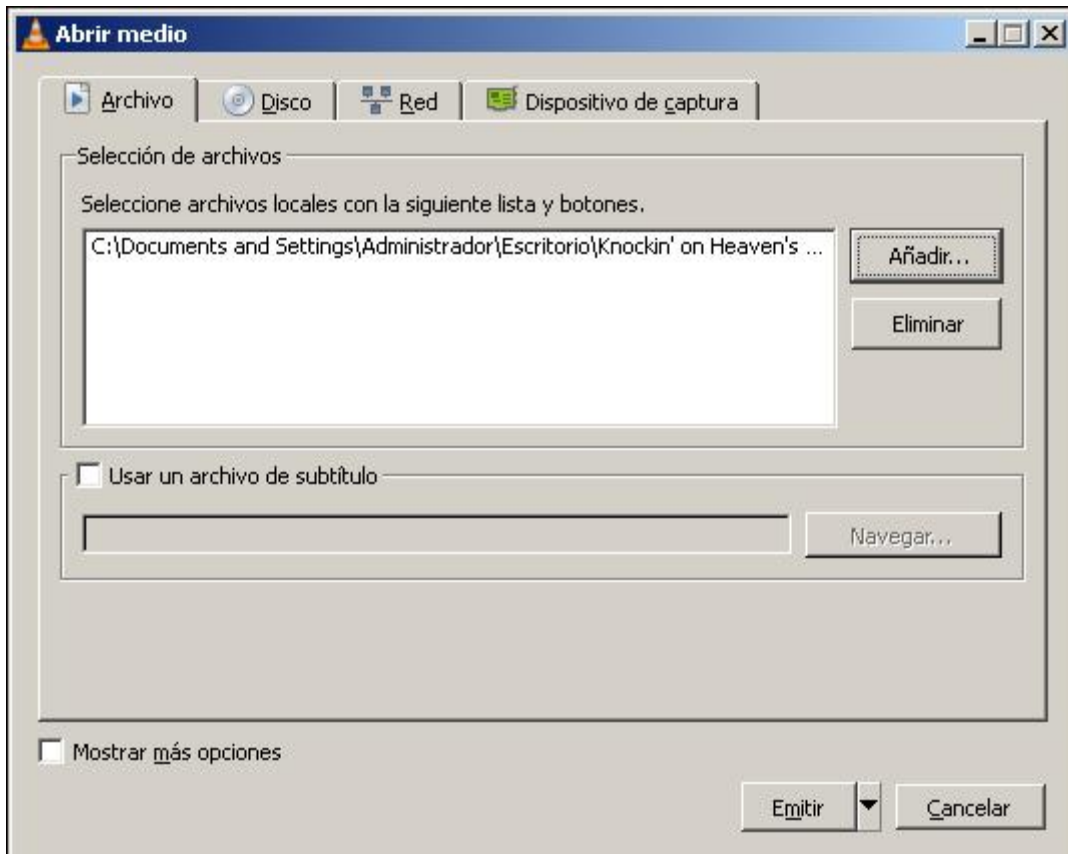 Abrir medio
Archivo Disco Red Dispositivo de captura
Selección de archivos
Seleccione archivos locales con la siguiente lista y botones.
C:\Documents and Settings\Administrador\Escritorio\Knockin' on Heaven's ...
Añadir...
Eliminar
Usar un archivo de subtítulo
Navegar...
Mostrar más opciones
Emitir Cancelar